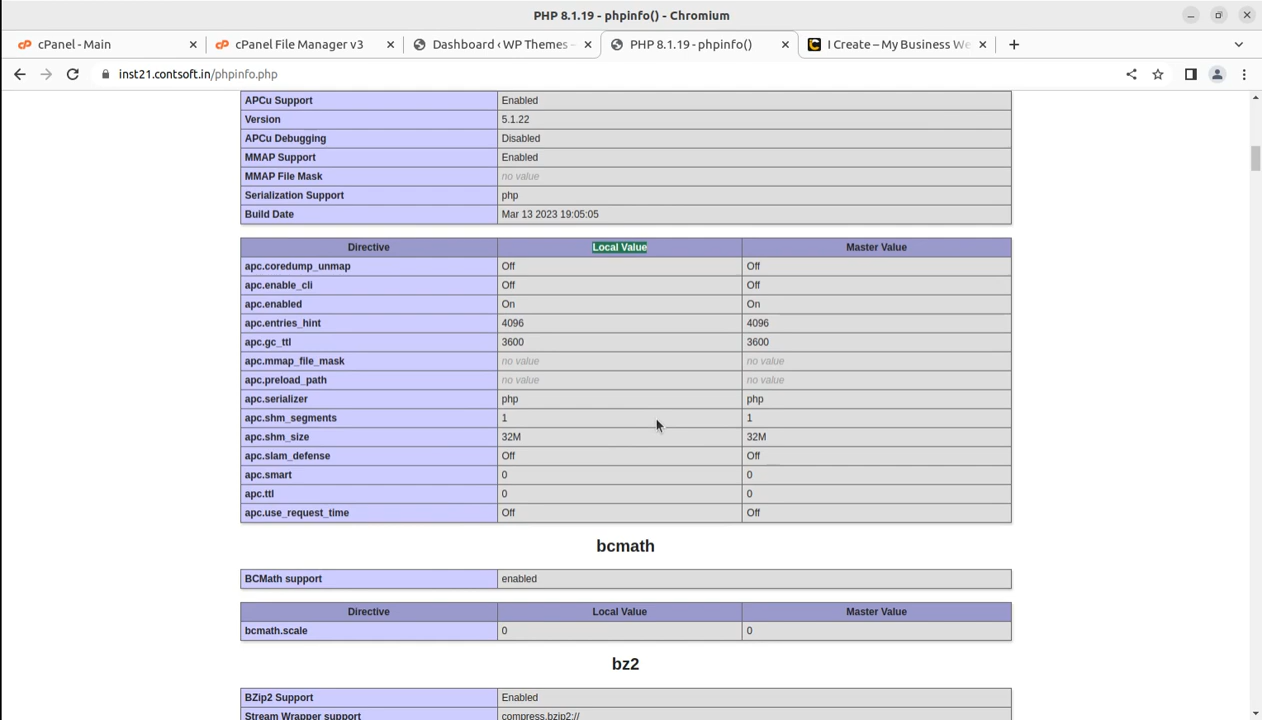 PHP 8.1.19 - phpinfo() - Chromium
cPanel - Main
cPanel File Manager v3
Dashboard ‹ WP Themes –
PHP 8.1.19 - phpinfo()
I Create – My Business We
inst21.contsoft.in/phpinfo.php
APCu Support Enabled
Version 5.1.22
APCu Debugging Disabled
MMAP Support Enabled
MMAP File Mask no value
Serialization Support php
Build Date Mar 13 2023 19:05:05
Directive Local Value Master Value
apc.coredump_unmap Off Off
apc.enable_cli Off Off
apc.enabled On On
apc.entries_hint 4096 4096
apc.gc_ttl 3600 3600
apc.mmap_file_mask no value no value
apc.preload_path no value no value
apc.serializer php php
apc.shm_segments 1 1
apc.shm_size 32M 32M
apc.slam_defense Off Off
apc.smart 0 0
apc.ttl 0 0
apc.use_request_time Off Off
bcmath
BCMath support enabled
Directive Local Value Master Value
bcmath.scale 0 0
bz2
BZip2 Support Enabled
Stream Wrapper support compress.bzip2://